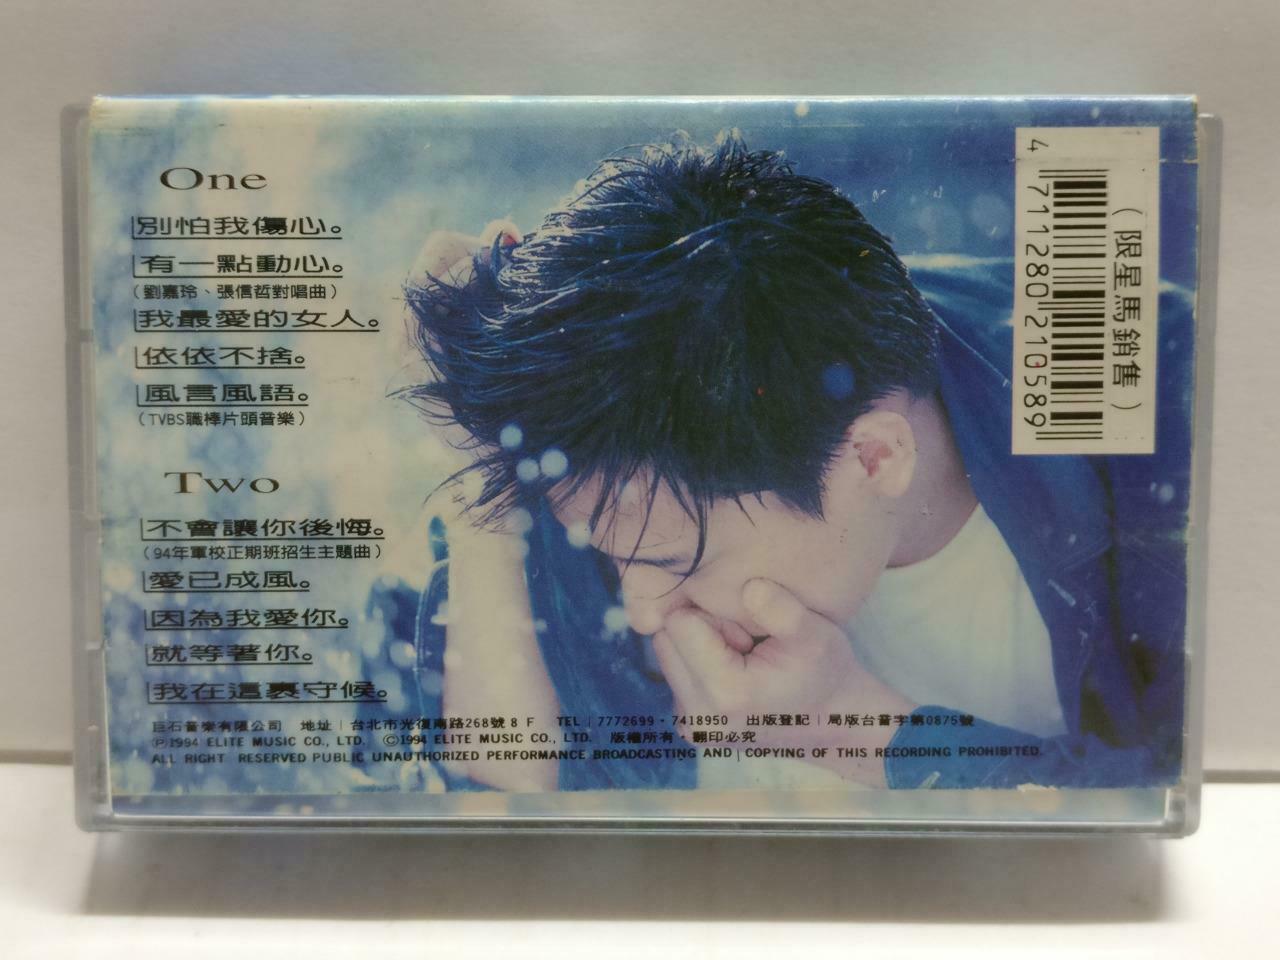 One
別怕我傷心。
有一點動心。
（劉嘉玲、張信哲對唱曲）
我最愛的女人。
依依不捨。
風言風語。
（TVBS職棒片頭音樂）
Two
不會讓你後悔。
（94年軍校正期班招生主題曲）
愛已成風。
因為我愛你。
就等著你。
我在這裏守候。
巨石音樂有限公司 地址｜台北市光復南路268號8F TEL｜7772699・7418950 出版登記｜局版台音字第0875號
Ⓟ1994 ELITE MUSIC CO., LTD. Ⓒ1994 ELITE MUSIC CO., LTD. 版權所有・翻印必究
ALL RIGHT RESERVED PUBLIC UNAUTHORIZED PERFORMANCE BROADCASTING AND COPYING OF THIS RECORDING PROHIBITED.
（限星馬銷售）
4 711280 210589